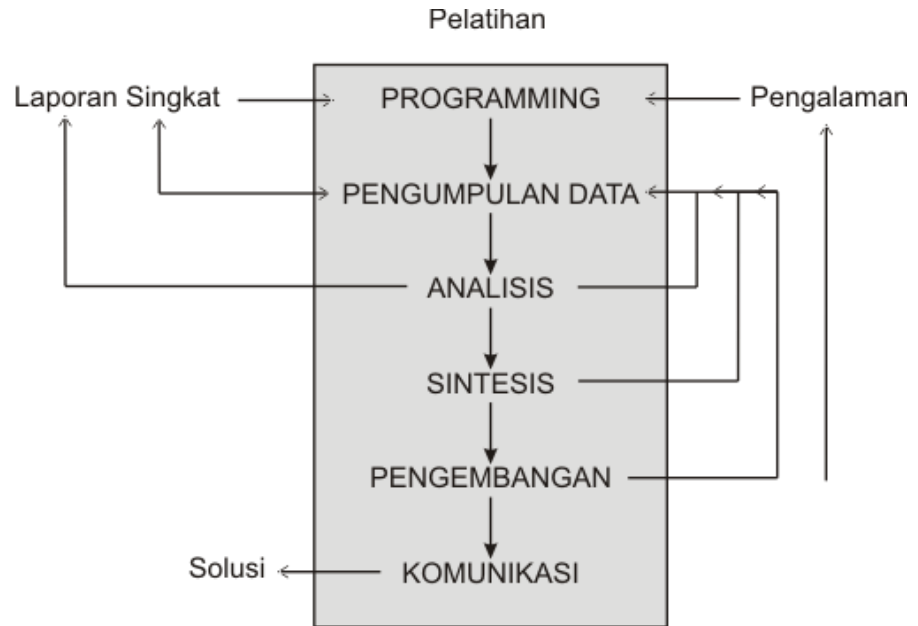 Pelatihan
Laporan Singkat
PROGRAMMING
Pengalaman
PENGUMPULAN DATA
ANALISIS
SINTESIS
PENGEMBANGAN
Solusi
KOMUNIKASI